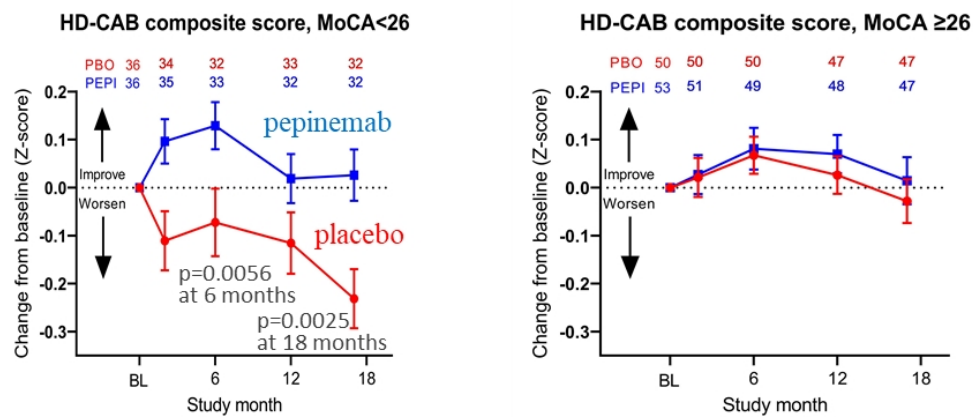 HD-CAB composite score, MoCA<26
PBO 36 34 32 33 32
PEPI 36 35 33 32 32
0.2
0.1
0.0
-0.1
-0.2
-0.3
Change from baseline (Z-score)
Improve
Worsen
pepinemab
placebo
p=0.0056
at 6 months
p=0.0025
at 18 months
BL 6 12 18
Study month
HD-CAB composite score, MoCA ≥26
PBO 50 50 50 47 47
PEPI 53 51 49 48 47
0.2
0.1
0.0
-0.1
-0.2
-0.3
Change from baseline (Z-score)
Improve
Worsen
BL 6 12 18
Study month